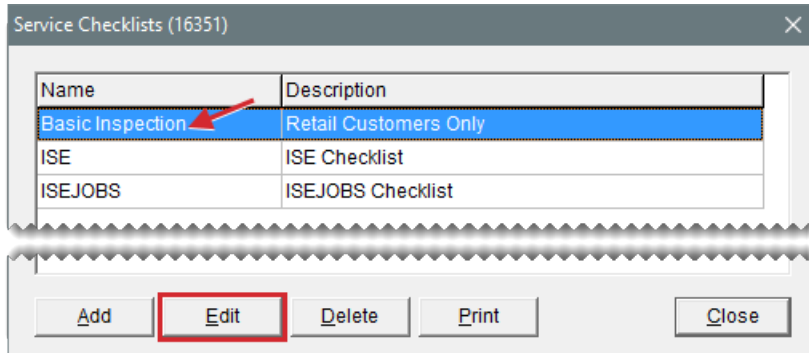 Service Checklists (16351)
Name Description
Basic Inspection Retail Customers Only
ISE ISE Checklist
ISEJOBS ISEJOBS Checklist
Add Edit Delete Print Close